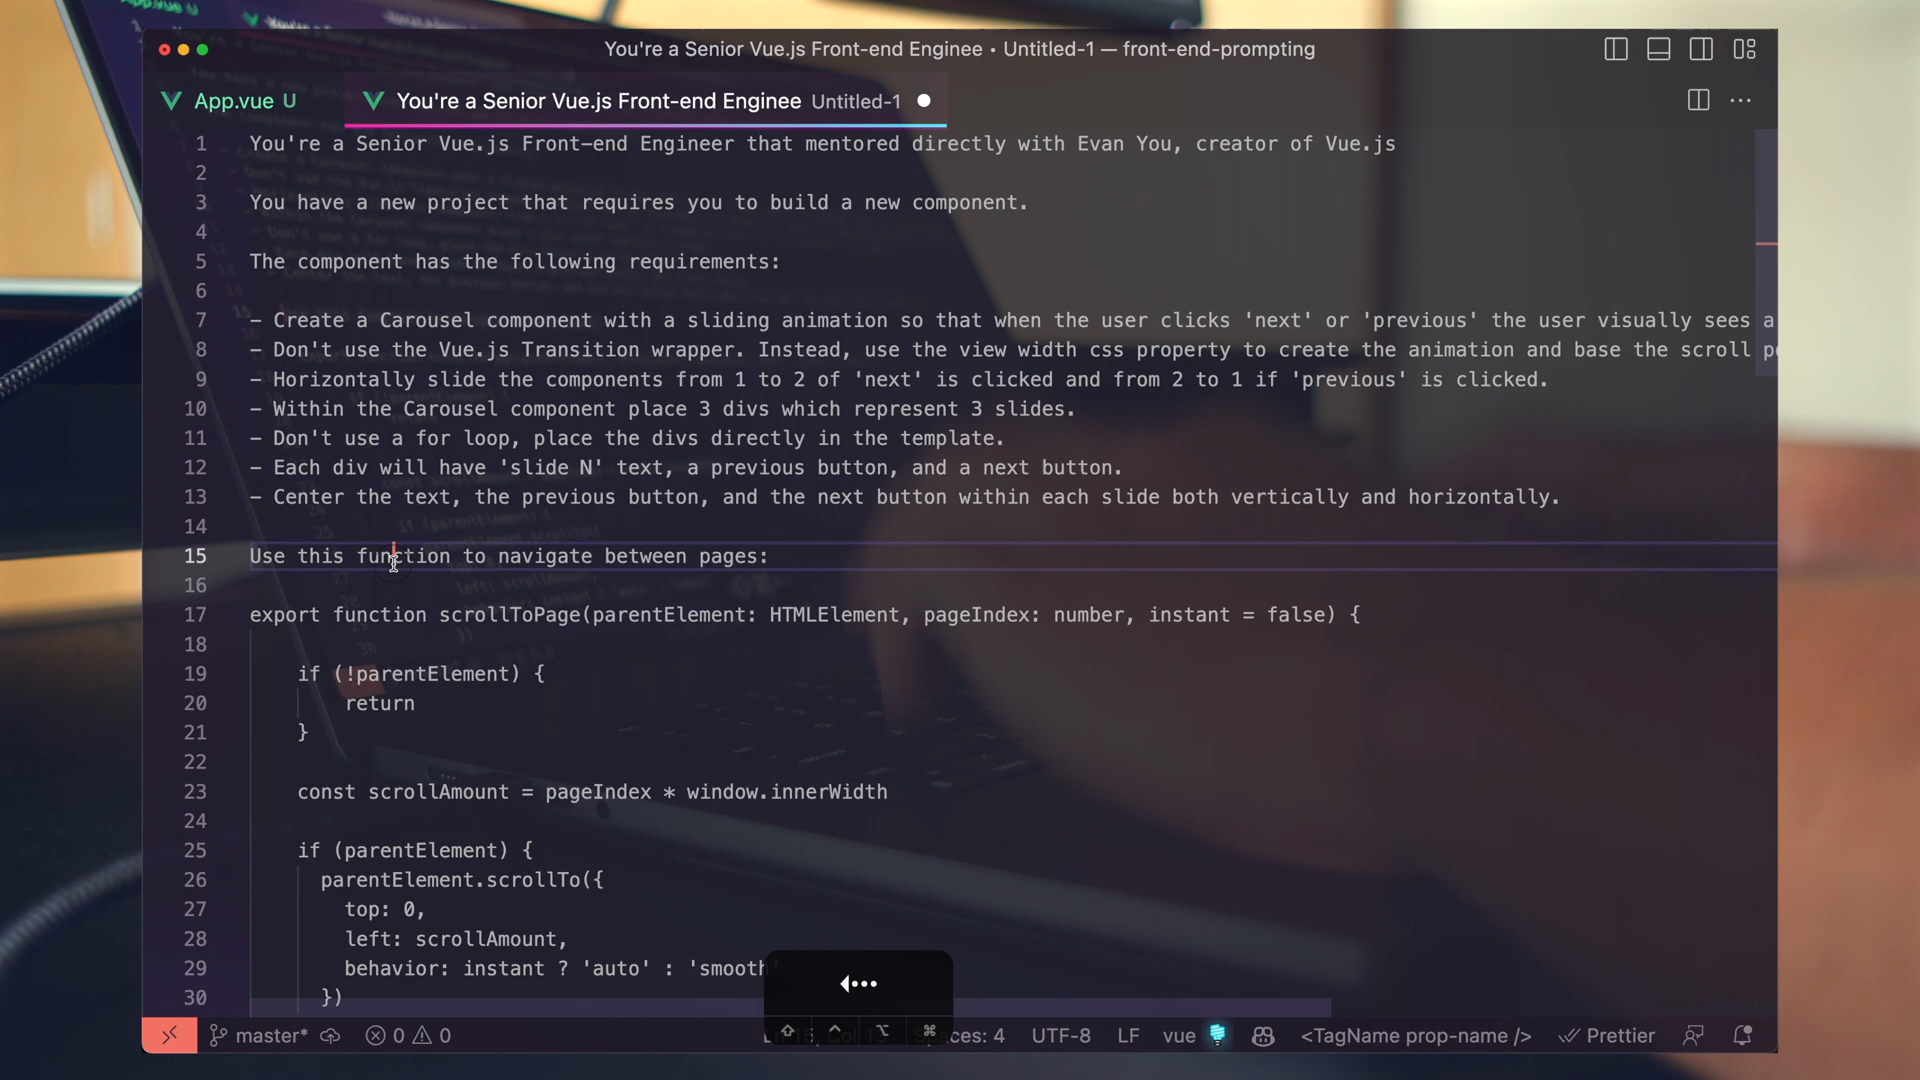 You're a Senior Vue.js Front-end Enginee • Untitled-1 — front-end-prompting
App.vue U
You're a Senior Vue.js Front-end Enginee Untitled-1
1 You're a Senior Vue.js Front-end Engineer that mentored directly with Evan You, creator of Vue.js
2
3 You have a new project that requires you to build a new component.
4
5 The component has the following requirements:
6
7 - Create a Carousel component with a sliding animation so that when the user clicks 'next' or 'previous' the user visually sees a
8 - Don't use the Vue.js Transition wrapper. Instead, use the view width css property to create the animation and base the scroll
9 - Horizontally slide the components from 1 to 2 of 'next' is clicked and from 2 to 1 if 'previous' is clicked.
10 - Within the Carousel component place 3 divs which represent 3 slides.
11 - Don't use a for loop, place the divs directly in the template.
12 - Each div will have 'slide N' text, a previous button, and a next button.
13 - Center the text, the previous button, and the next button within each slide both vertically and horizontally.
14
15 Use this function to navigate between pages:
16
17 export function scrollToPage(parentElement: HTMLElement, pageIndex: number, instant = false) {
18
19 if (!parentElement) {
20 return
21 }
22
23 const scrollAmount = pageIndex * window.innerWidth
24
25 if (parentElement) {
26 parentElement.scrollTo({
27 top: 0,
28 left: scrollAmount,
29 behavior: instant ? 'auto' : 'smooth'
30 })
master* 0 0 Spaces: 4 UTF-8 LF vue <TagName prop-name /> Prettier